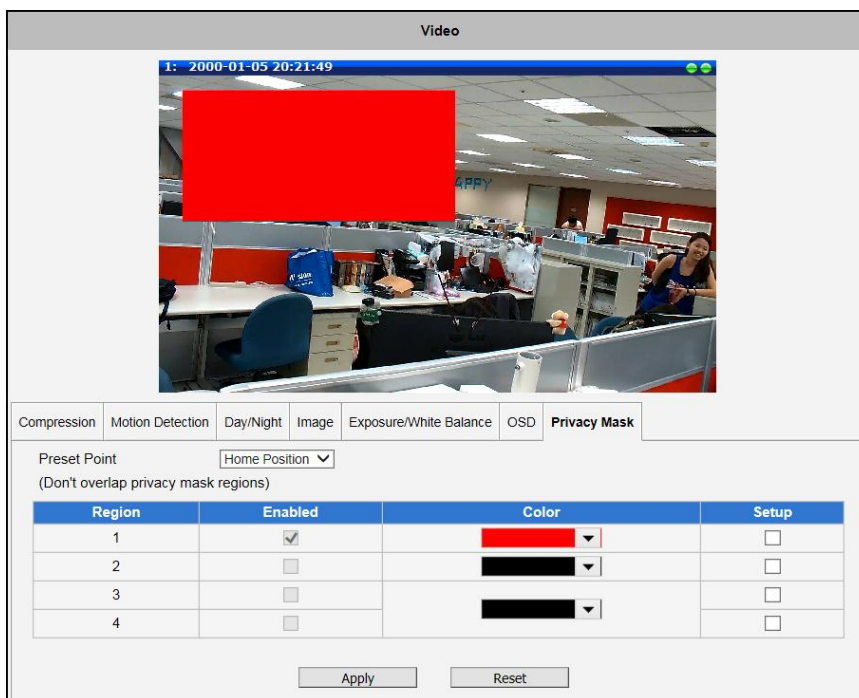 Video
1: 2000-01-05 20:21:49
APPY
Compression Motion Detection Day/Night Image Exposure/White Balance OSD Privacy Mask
Preset Point Home Position
(Don't overlap privacy mask regions)
Region Enabled Color Setup
1
2
3
4
Apply Reset